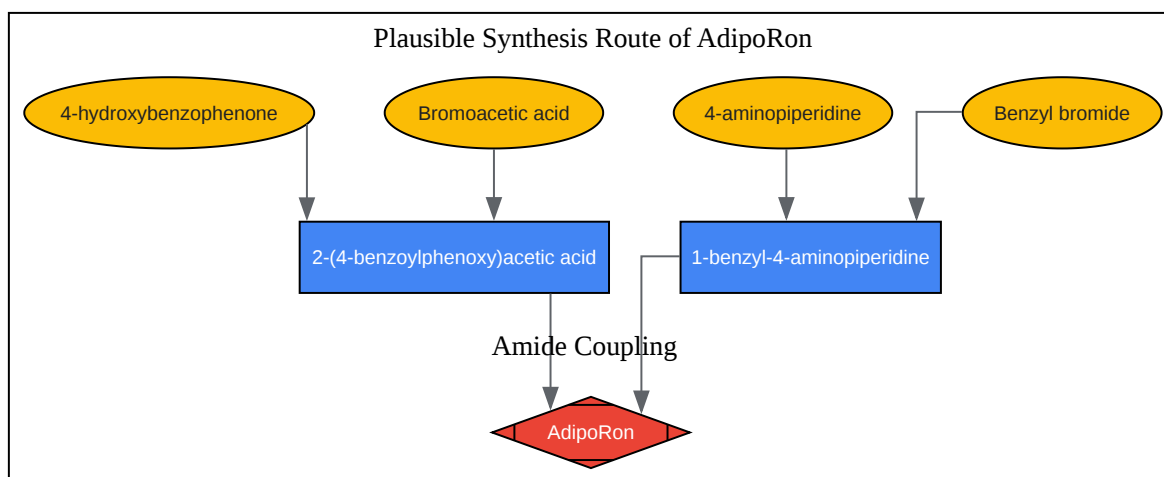 Plausible Synthesis Route of AdipoRon
4-hydroxybenzophenone
Bromoacetic acid
4-aminopiperidine
Benzyl bromide
2-(4-benzoylphenoxy)acetic acid
1-benzyl-4-aminopiperidine
Amide Coupling
AdipoRon